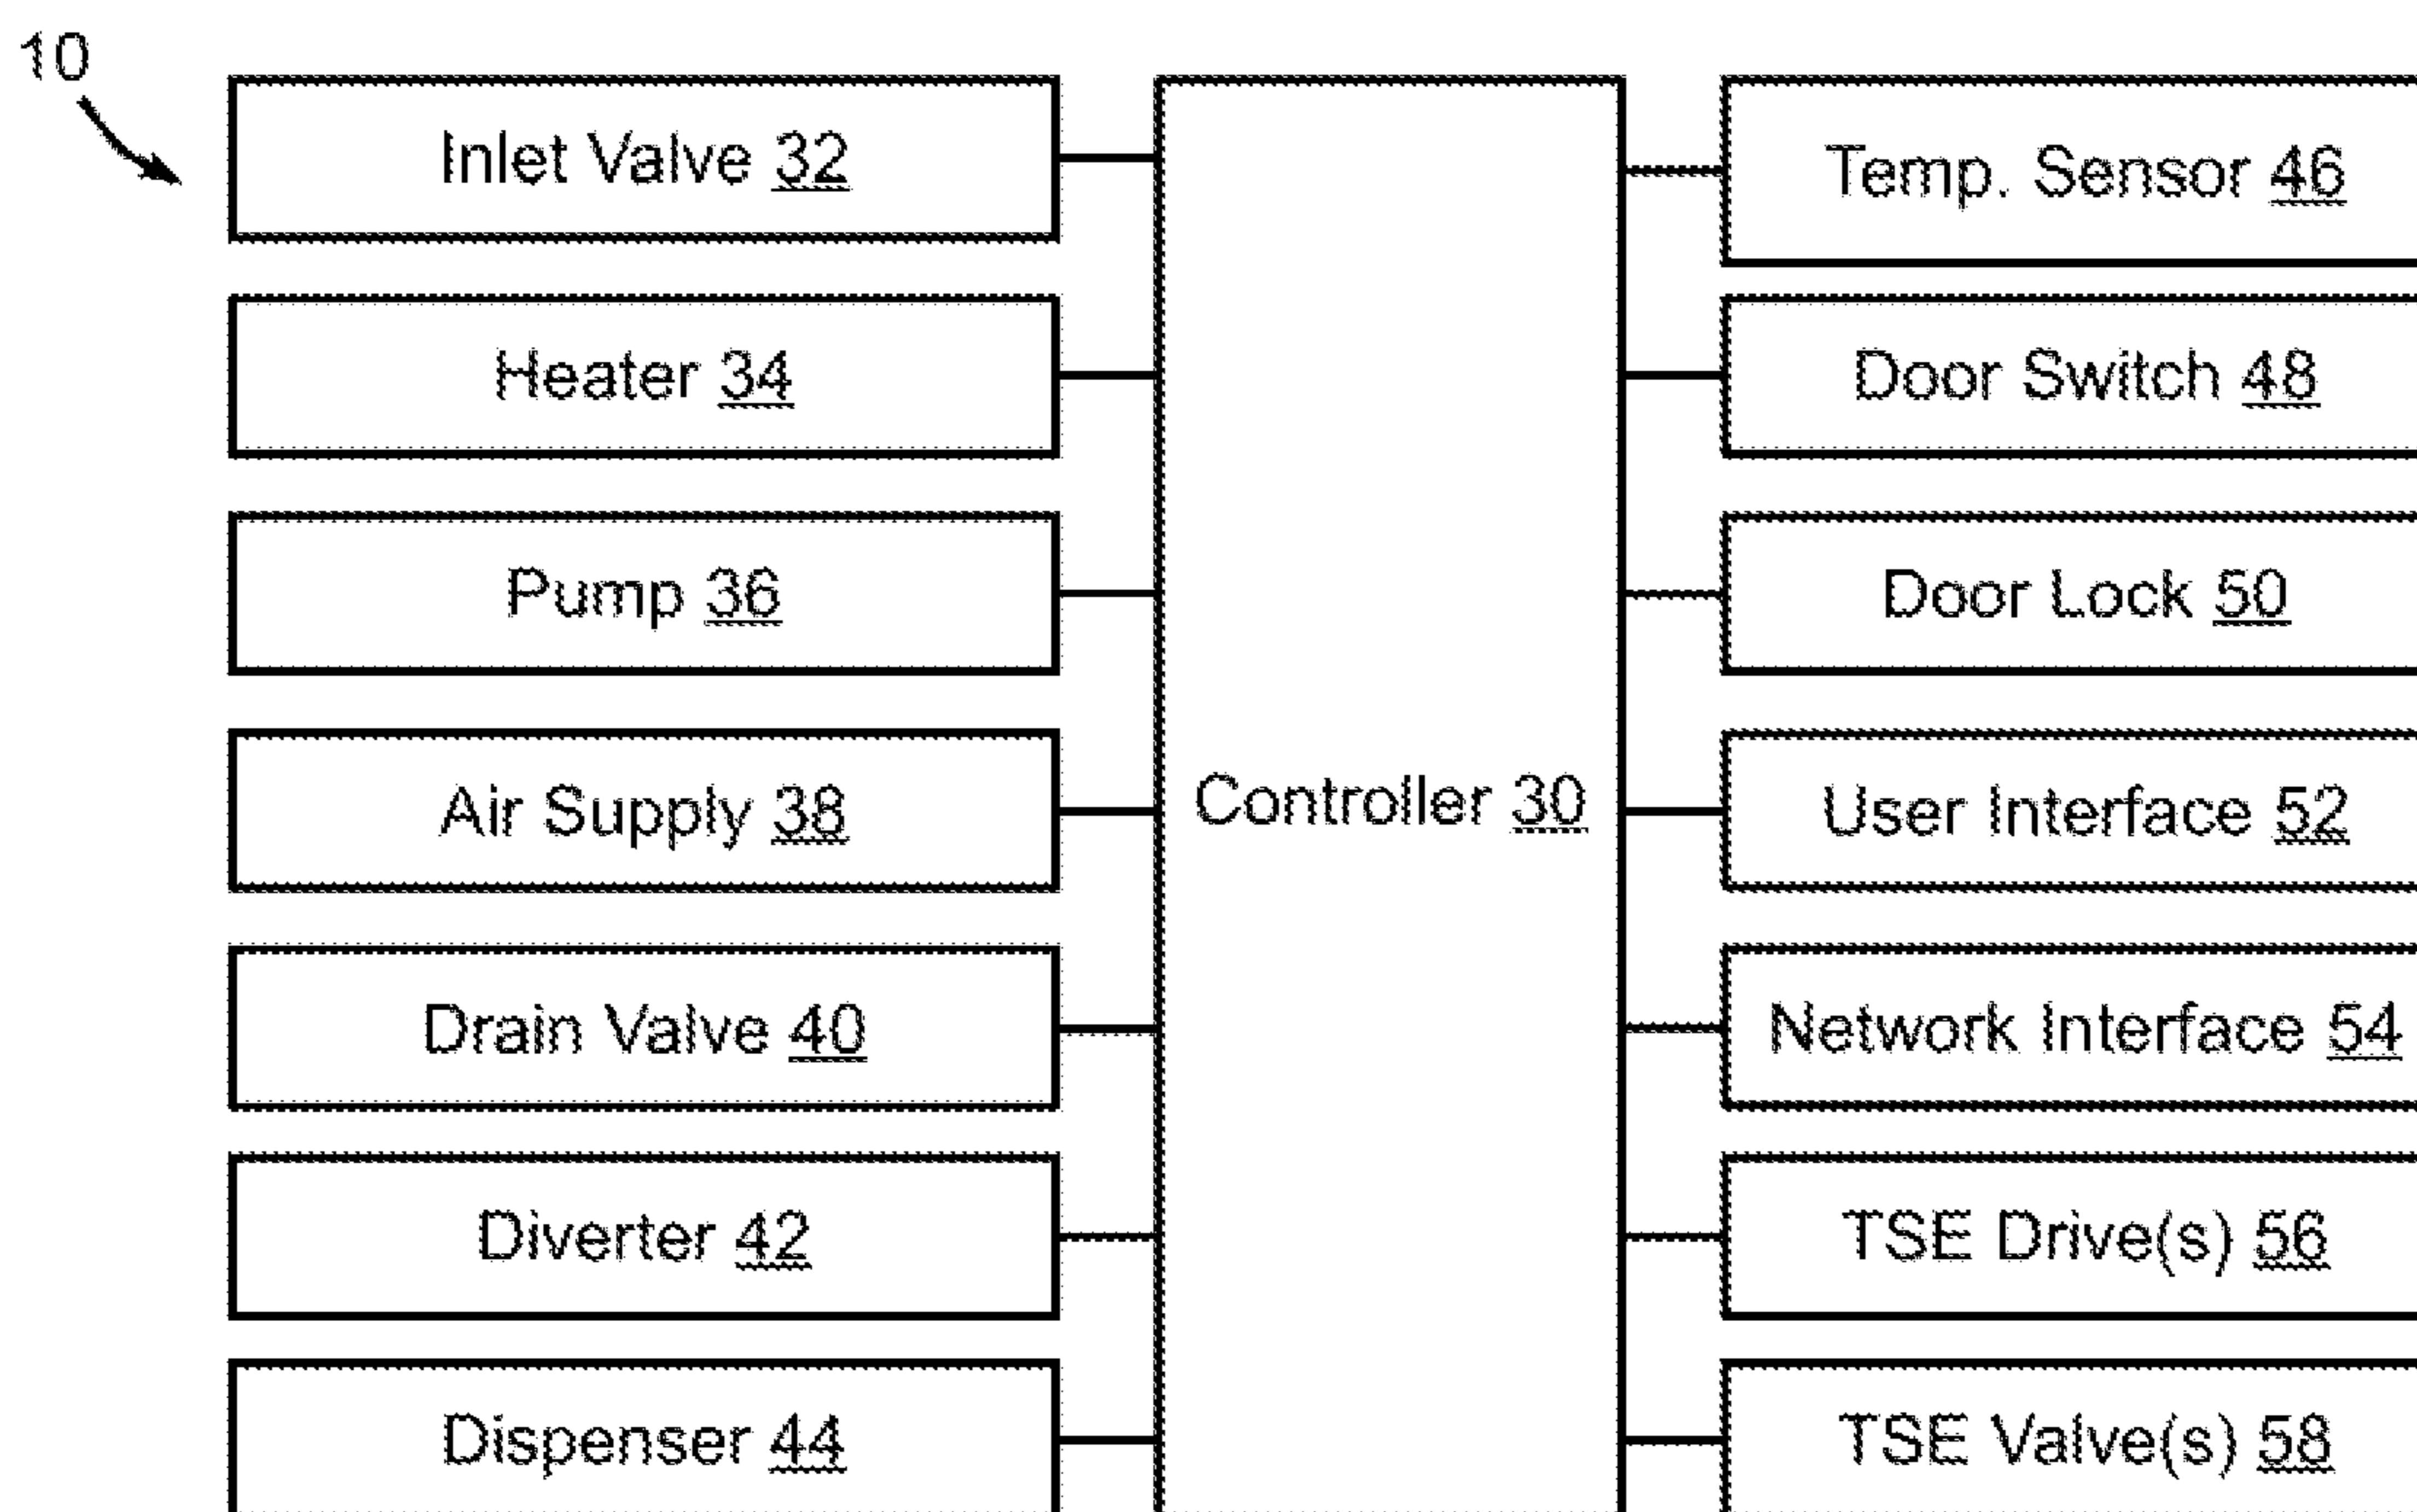 10
Inlet Valve 32
Heater 34
Pump 36
Air Supply 38
Drain Valve 40
Diverter 42
Dispenser 44
Controller 30
Temp. Sensor 46
Door Switch 48
Door Lock 50
User Interface 52
Network Interface 54
TSE Drive(s) 56
TSE Valve(s) 58